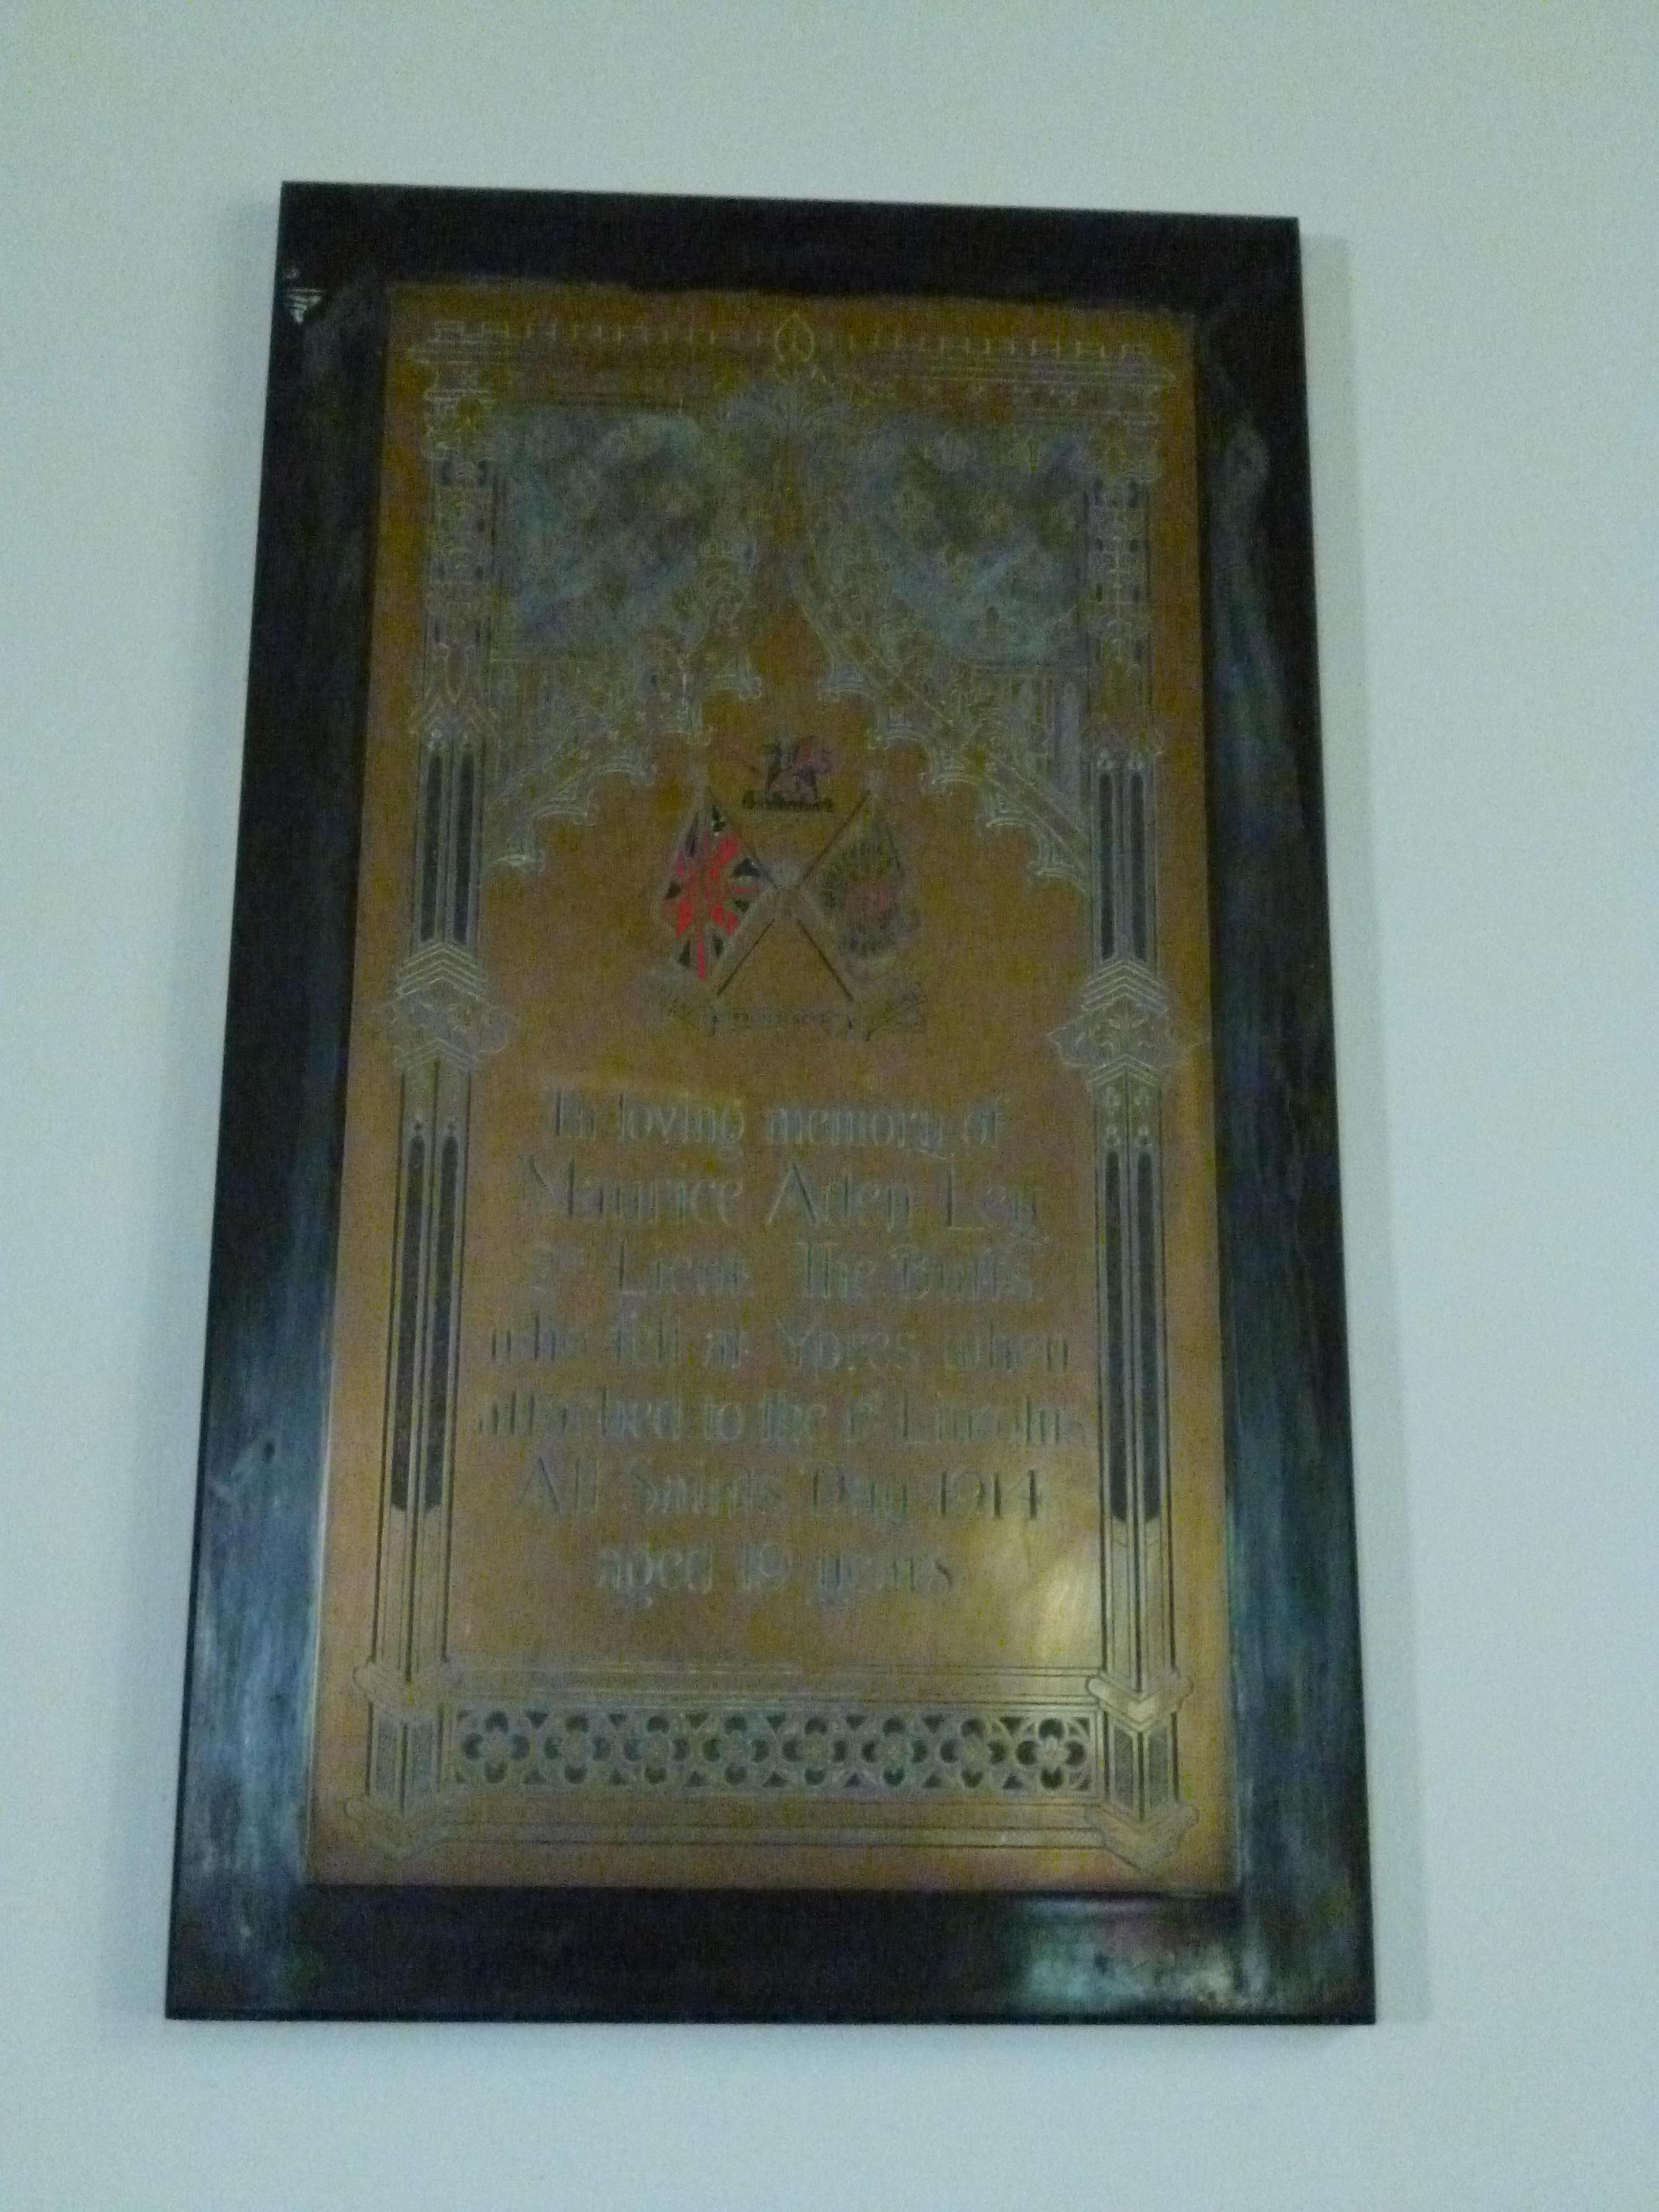 In loving memory of
Maurice Aden Ley
2nd Lieut. The Buffs.
who fell at Ypres when
attached to the 1st Lincolns
All Saints Day 1914
aged 19 years